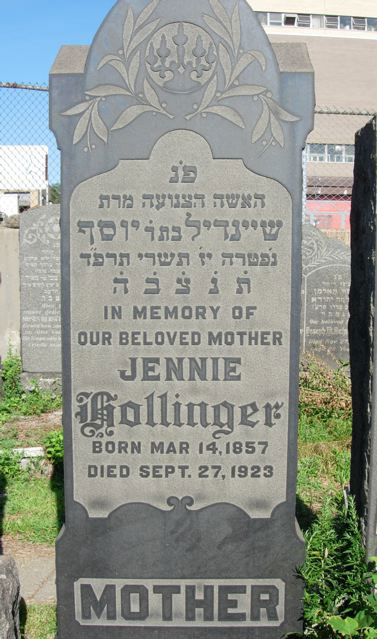 פ״נ
האשה הצנועה מרת
שיינדיל בת ר׳ יוסף
נפטרה י״ז תשרי תרפ״ד
ת נ צ ב ה
IN MEMORY OF
OUR BELOVED MOTHER
JENNIE
Hollinger
BORN MAR 14, 1857
DIED SEPT. 27, 1923
MOTHER